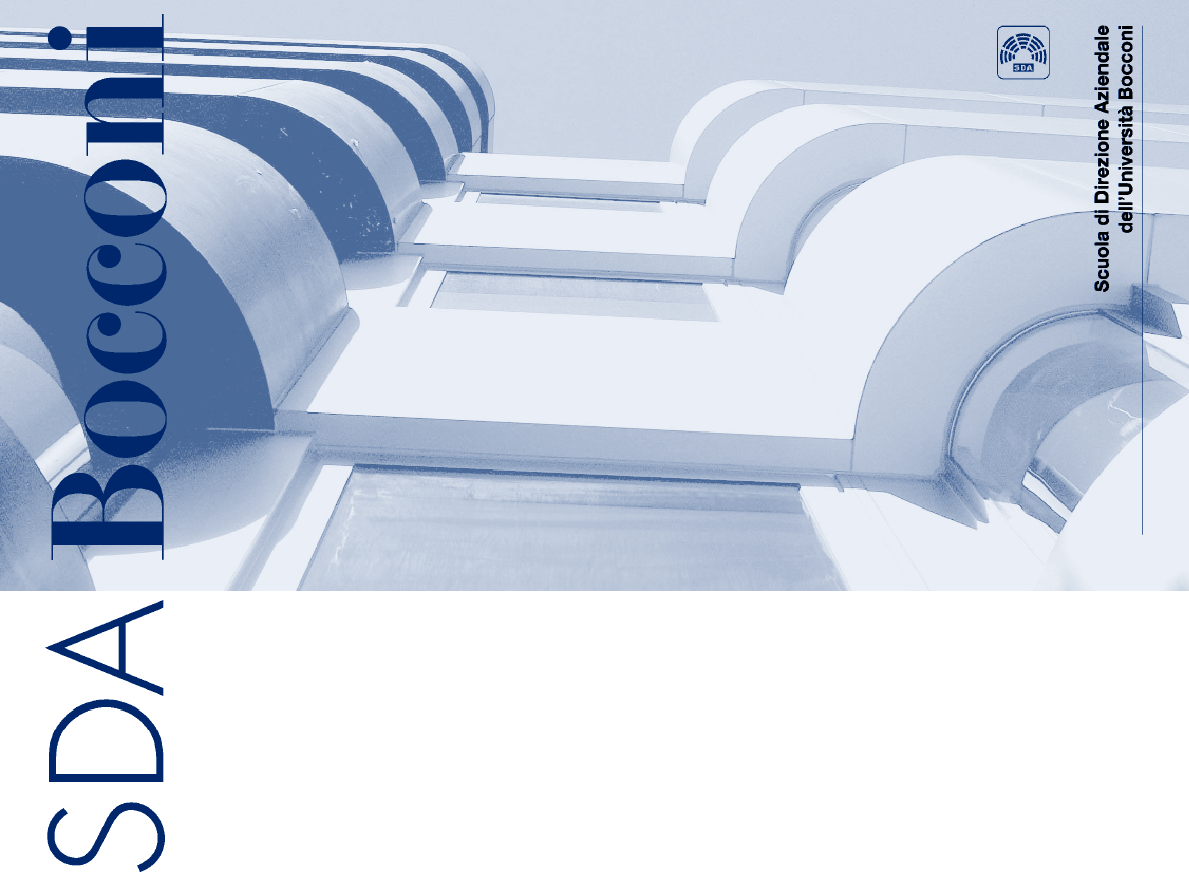 SDA Bocconi
SDA
Scuola di Direzione Aziendale
dell'Università Bocconi